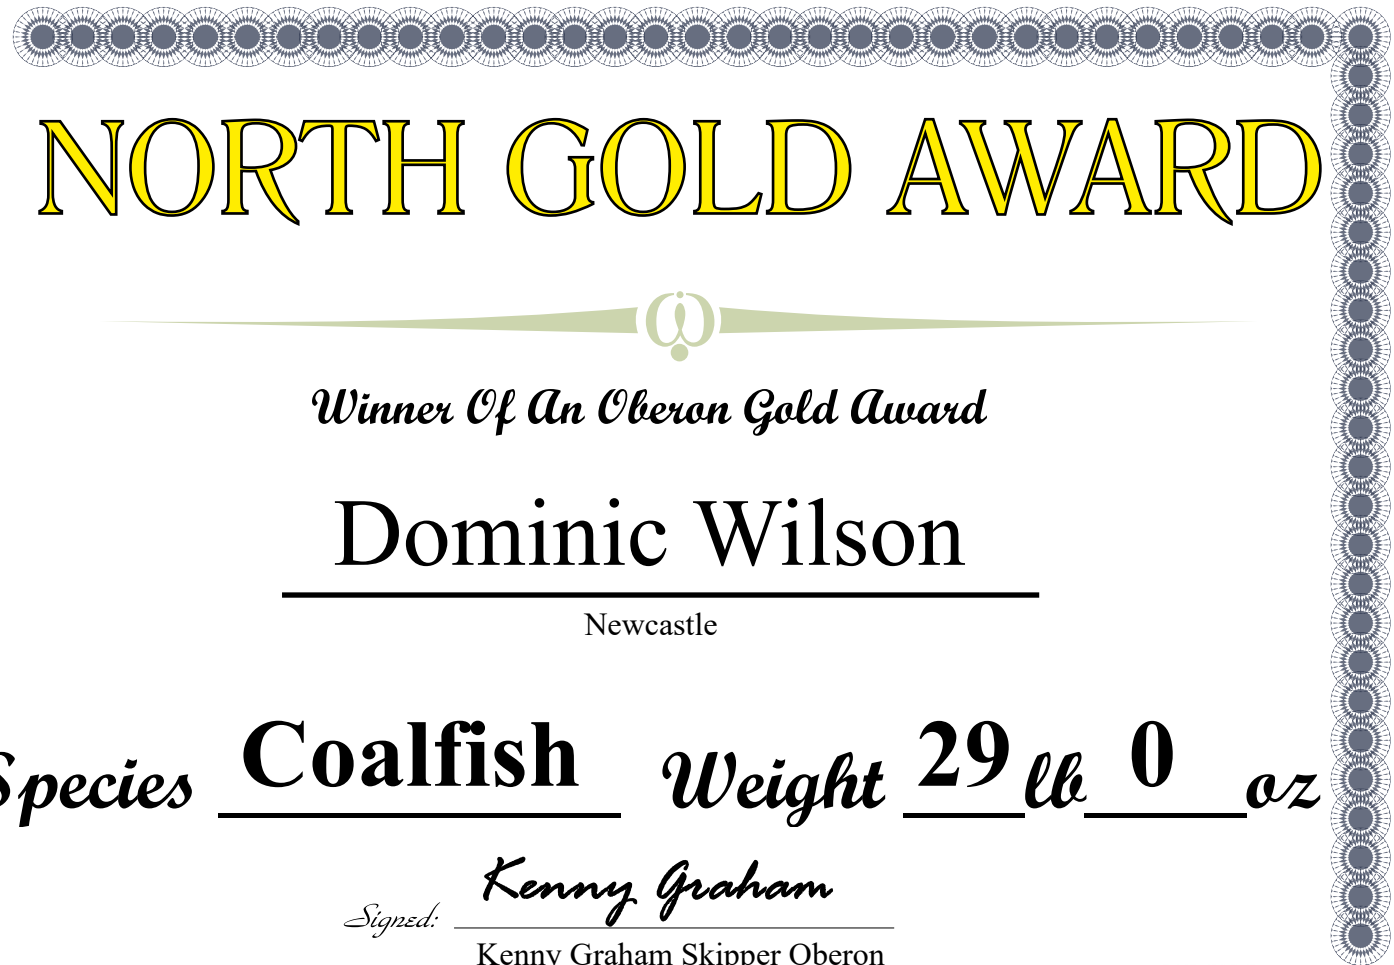 NORTH GOLD AWARD
Winner Of An Oberon Gold Award
Dominic Wilson
Newcastle
Species Coalfish Weight 29 lb 0 oz
Kenny Graham
Signed:
Kenny Graham Skipper Oberon